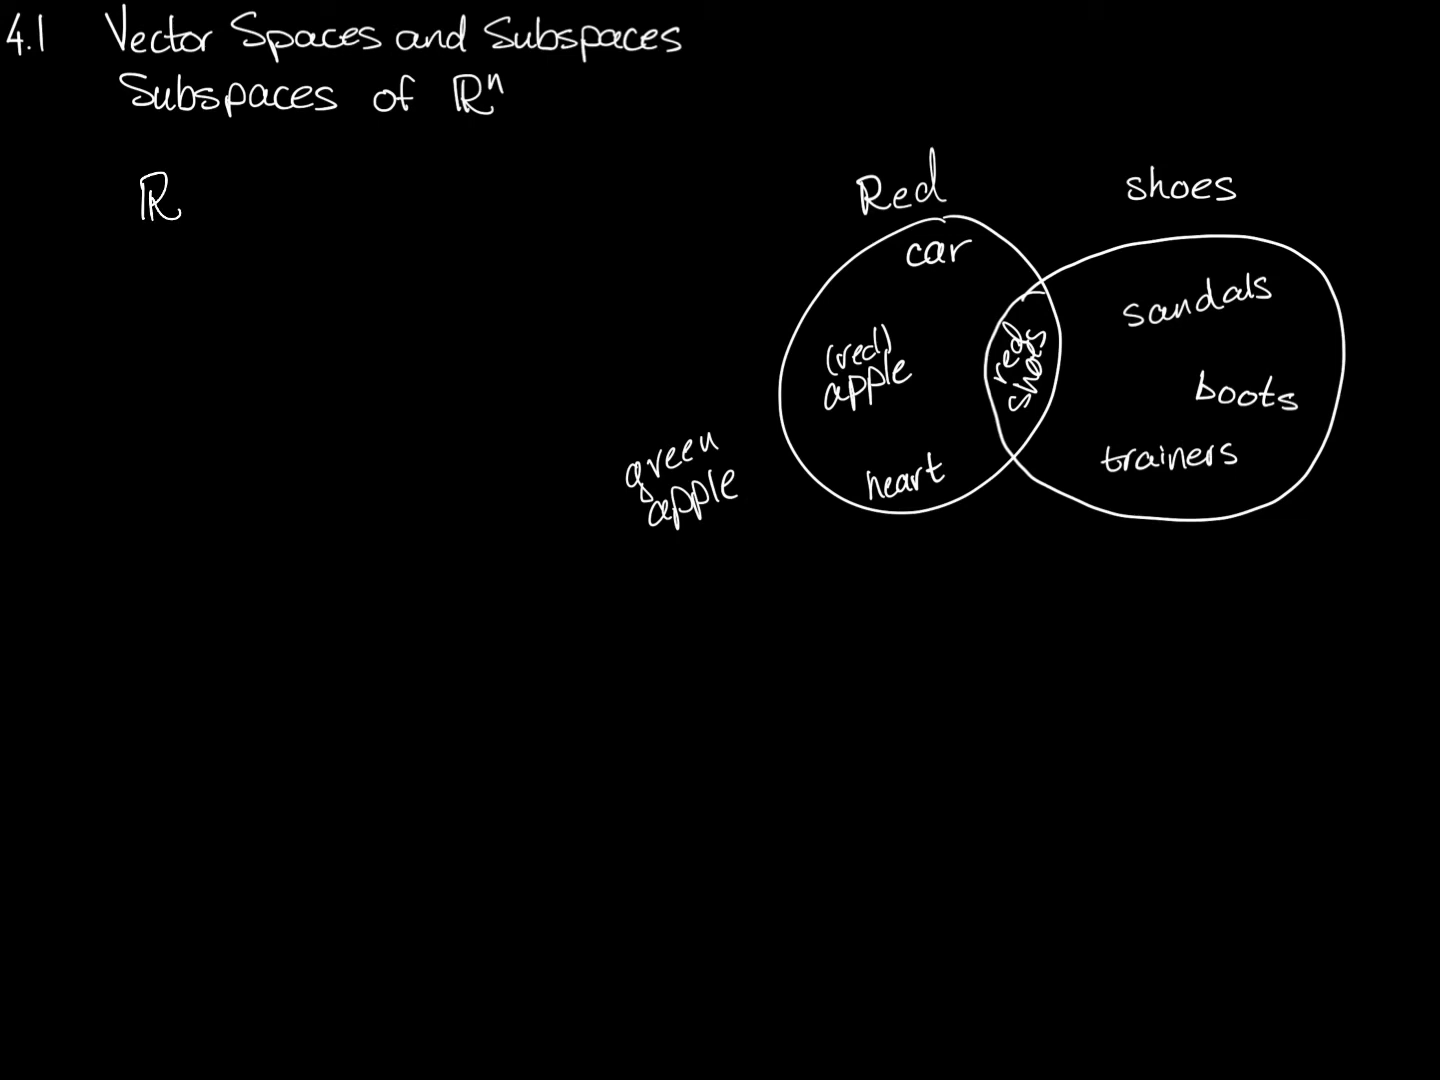 4.1 Vector Spaces and Subspaces
Subspaces of ℝⁿ
ℝ
Red
shoes
car
sandals
(red)
apple
red
shoes
boots
trainers
heart
green
apple